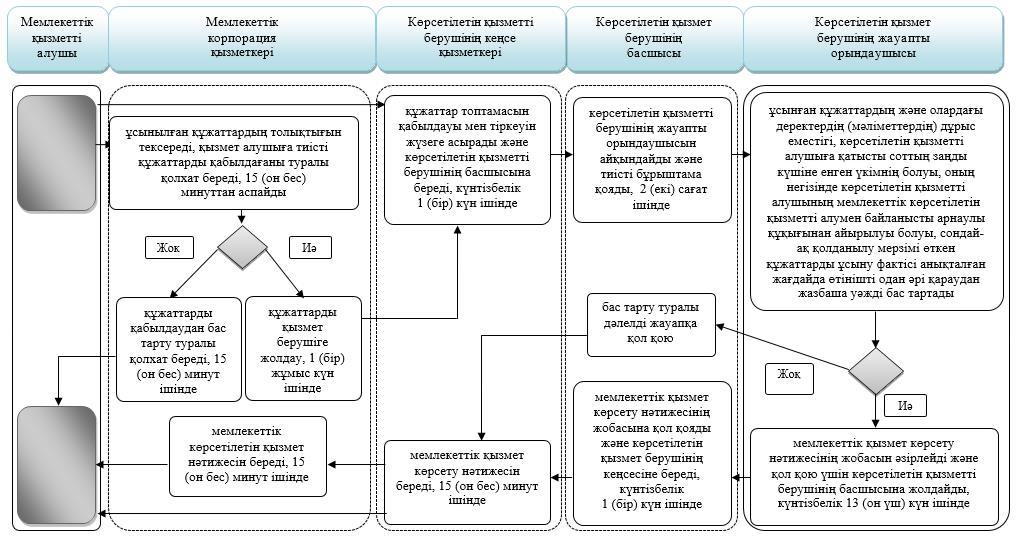 Мемлекеттік
қызметті
алушы
Мемлекеттік
корпорация
қызметкері
Көрсетілетін қызметті
берушінің кеңсе
қызметкері
Көрсетілетін қызмет
берушінің
басшысы
Көрсетілетін қызмет
берушінің жауапты
орындаушысы
ұсынылған құжаттардың толықтығын
тексереді, қызмет алушыға тиісті
құжаттарды қабылдағаны туралы
қолхат береді, 15 (он бес)
минуттан аспайды
Жоқ
Иә
құжаттарды
қабылдаудан бас
тарту туралы
қолхат береді, 15
(он бес) минут
ішінде
құжаттарды
қызмет
берушіге
жолдау, 1 (бір)
жұмыс күн
ішінде
мемлекеттік
көрсетілетін қызмет
нәтижесін береді, 15
(он бес) минут ішінде
құжаттар топтамасын
қабылдауы мен тіркеуін
жүзеге асырады және
көрсетілетін қызметті
берушінің басшысына
береді, күнтізбелік
1 (бір) күн ішінде
мемлекеттік қызмет
көрсету нәтижесін
береді, 15 (он бес) минут
ішінде
көрсетілетін қызметті
берушінің жауапты
орындаушысын
айқындайды және
тиісті бұрыштама
қояды, 2 (екі) сағат
ішінде
бас тарту туралы
дәлелді жауапқа
қол қою
мемлекеттік қызмет
көрсету нәтижесінің
жобасына қол қояды
және көрсетілетін
қызмет берушінің
кеңсесіне береді,
күнтізбелік
1 (бір) күн ішінде
ұсынған құжаттардың және олардағы
деректердің (мәліметтердің) дұрыс
еместігі, көрсетілетін қызметті
алушыға қатысты соттың заңды
күшіне енген үкімнің болуы, оның
негізінде көрсетілетін қызметті
алушының мемлекеттік көрсетілетін
қызметті алумен байланысты арнаулы
құқығынан айырылуы болуы, сондай-
ақ қолданылу мерзімі өткен
құжаттарды ұсыну фактісі анықталған
жағдайда өтінішті одан әрі қараудан
жазбаша уәжді бас тартады
Жоқ
Иә
мемлекеттік қызмет көрсету
нәтижесінің жобасын әзірлейді және
қол қою үшін көрсетілетін қызметті
берушінің басшысына жолдайды,
күнтізбелік 13 (он үш) күн ішінде